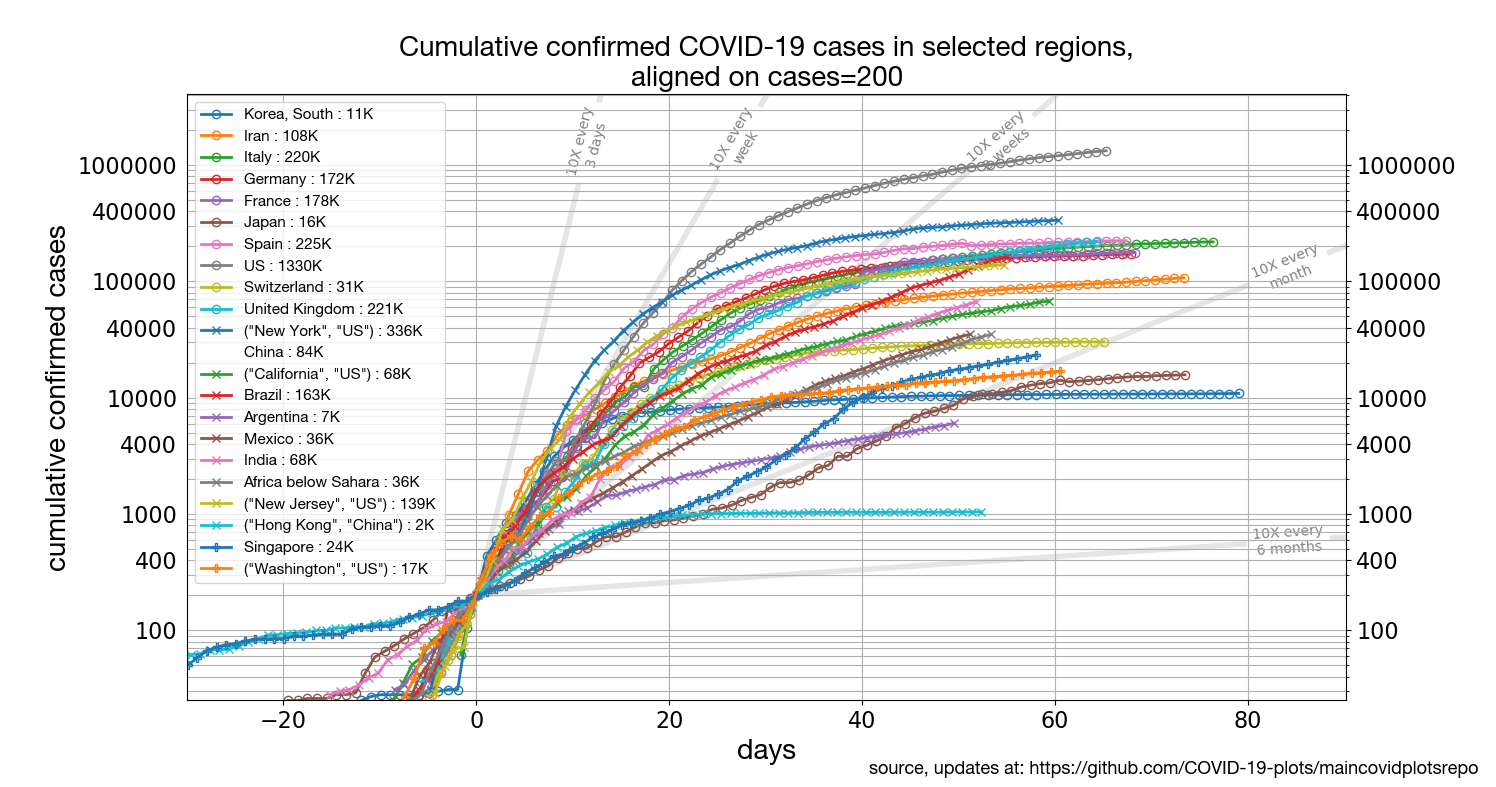 Cumulative confirmed COVID-19 cases in selected regions,
aligned on cases=200
cumulative confirmed cases
1000000
400000
100000
40000
10000
4000
1000
400
100
Korea, South : 11K
Iran : 108K
Italy : 220K
Germany : 172K
France : 178K
Japan : 16K
Spain : 225K
US : 1330K
Switzerland : 31K
United Kingdom : 221K
("New York", "US") : 336K
China : 84K
("California", "US") : 68K
Brazil : 163K
Argentina : 7K
Mexico : 36K
India : 68K
Africa below Sahara : 36K
("New Jersey", "US") : 139K
("Hong Kong", "China") : 2K
Singapore : 24K
("Washington", "US") : 17K
10X every
3 days
10X every
week
10X every
weeks
10X every
month
10X every
6 months
1000000
400000
100000
40000
10000
4000
1000
400
100
−20 0 20 40 60 80
days
source, updates at: https://github.com/COVID-19-plots/maincovidplotsrepo